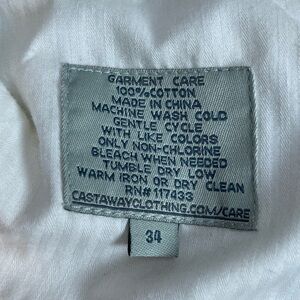 GARMENT CARE
100%COTTON
MADE IN CHINA
MACHINE WASH COLD
GENTLE CYCLE
WITH LIKE COLORS
ONLY NON-CHLORINE
BLEACH WHEN NEEDED
TUMBLE DRY LOW
WARM IRON OR DRY CLEAN
RN# 117433
CASTAWAYCLOTHING.COM/CARE
34